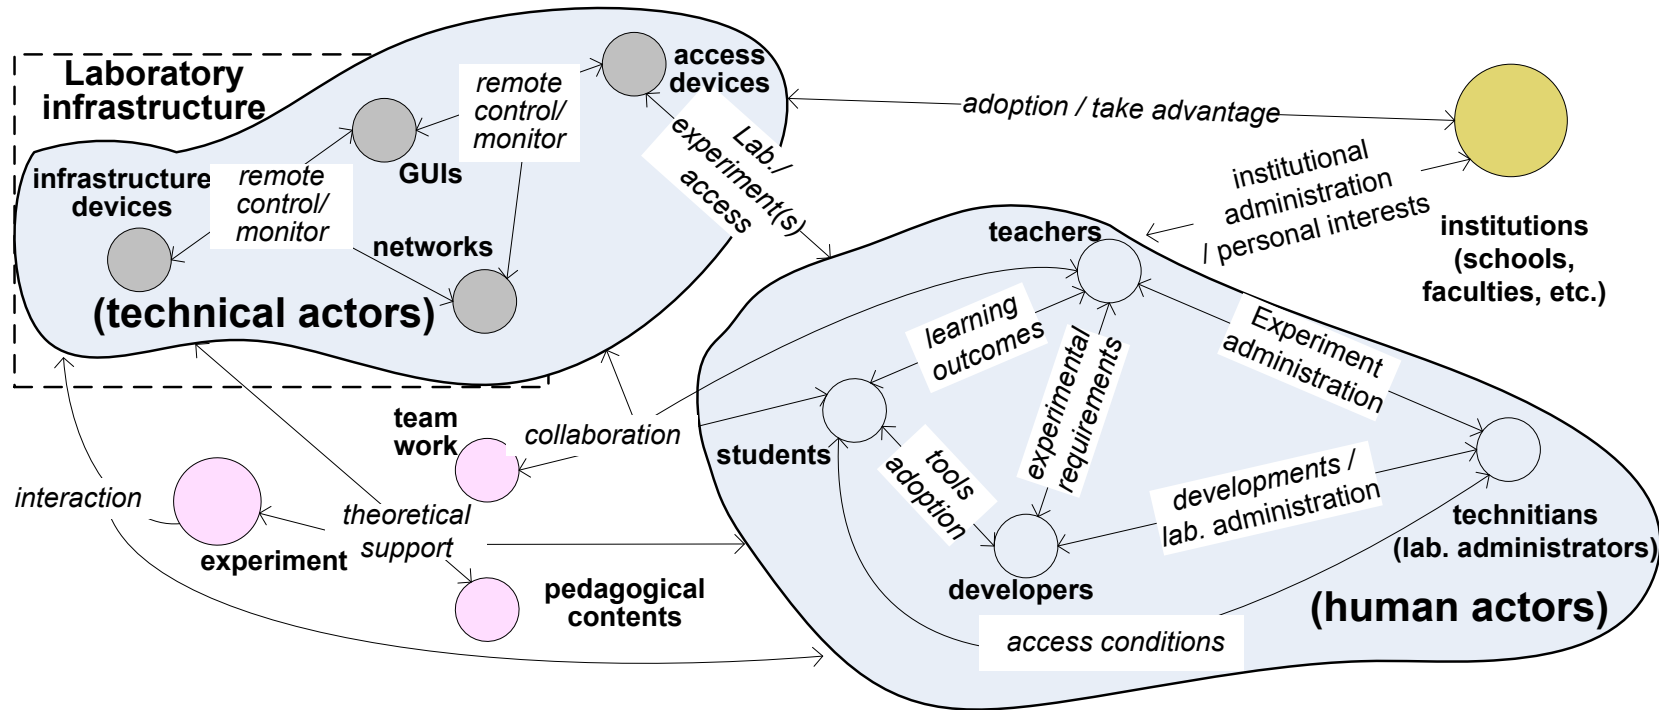 Laboratory
infrastructure
access
devices
remote
control/
monitor
GUIs
infrastructure
devices
remote
control/
monitor
networks
(technical actors)
Lab./
experiment(s)
access
adoption / take advantage
institutional
administration
/ personal interests
institutions
(schools,
faculties, etc.)
teachers
learning
outcomes
experimental
requirements
Experiment
administration
team
work
collaboration
students
tools
adoption
developments /
lab. administration
technitians
(lab. administrators)
interaction
experiment
theoretical
support
pedagogical
contents
developers
access conditions
(human actors)